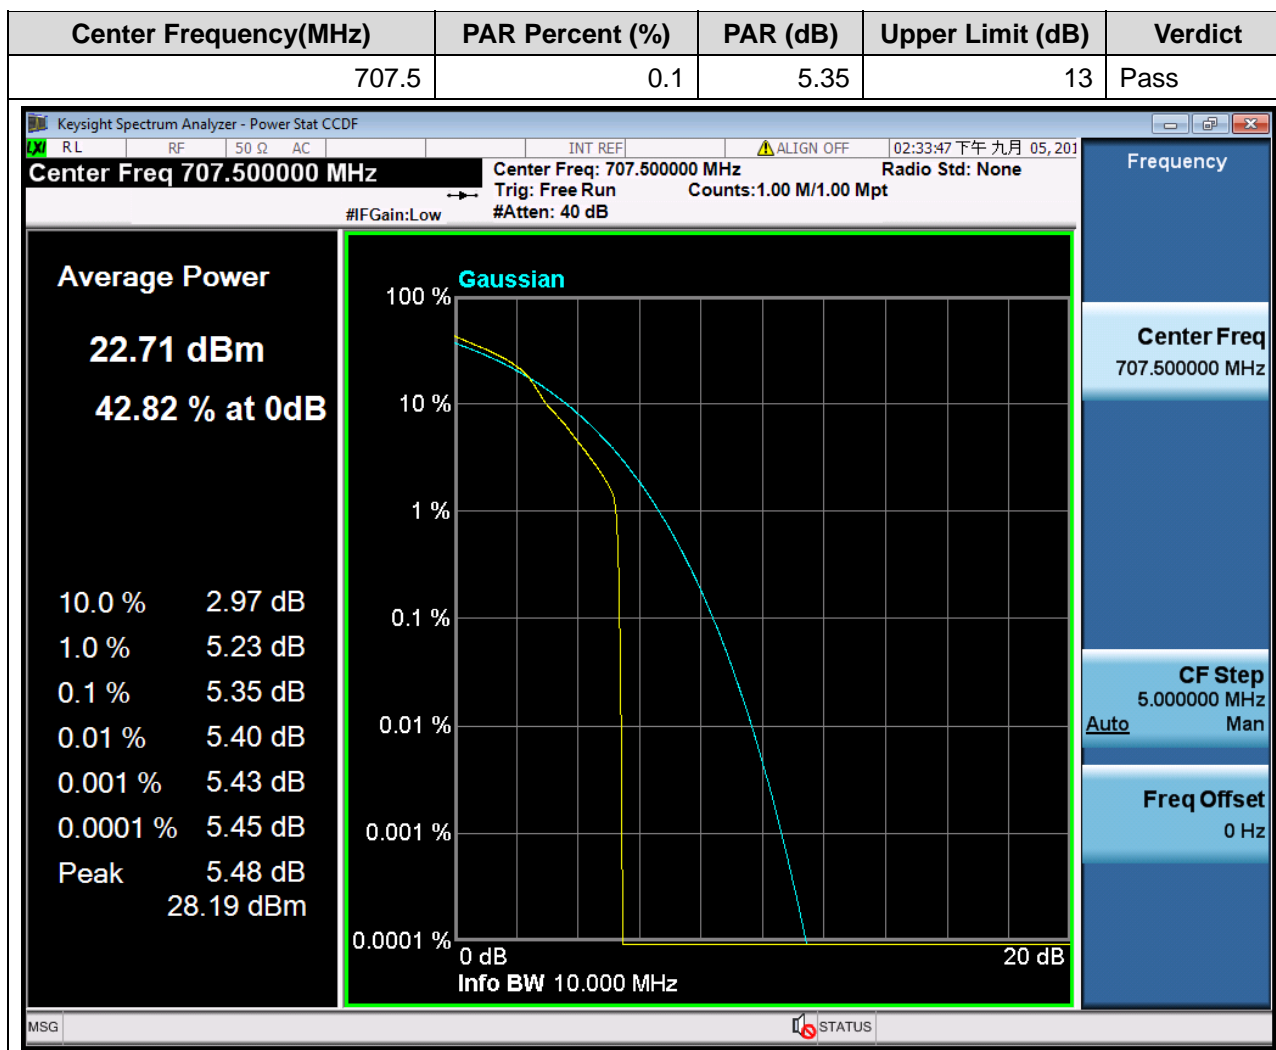 Center Frequency(MHz) PAR Percent (%) PAR (dB) Upper Limit (dB) Verdict
707.5 0.1 5.35 13 Pass
Keysight Spectrum Analyzer - Power Stat CCDF
LXI RL RF 50 Ω AC INT REF ALIGN OFF 02:33:47 下午 九月 05, 201
Center Freq 707.500000 MHz
Center Freq: 707.500000 MHz Radio Std: None
Trig: Free Run Counts:1.00 M/1.00 Mpt
#IFGain:Low #Atten: 40 dB
Average Power
22.71 dBm
42.82 % at 0dB
10.0 % 2.97 dB
1.0 % 5.23 dB
0.1 % 5.35 dB
0.01 % 5.40 dB
0.001 % 5.43 dB
0.0001 % 5.45 dB
Peak 5.48 dB
28.19 dBm
Gaussian
100 %
10 %
1 %
0.1 %
0.01 %
0.001 %
0.0001 %
0 dB 20 dB
Info BW 10.000 MHz
Frequency
Center Freq
707.500000 MHz
CF Step
5.000000 MHz
Auto Man
Freq Offset
0 Hz
MSG STATUS